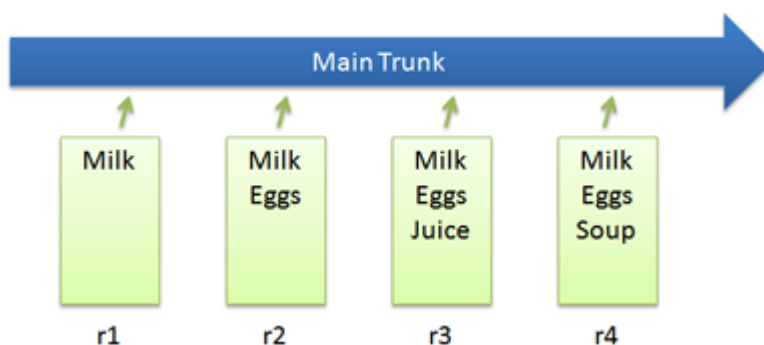 Main Trunk
Milk
Milk
Eggs
Milk
Eggs
Juice
Milk
Eggs
Soup
r1
r2
r3
r4